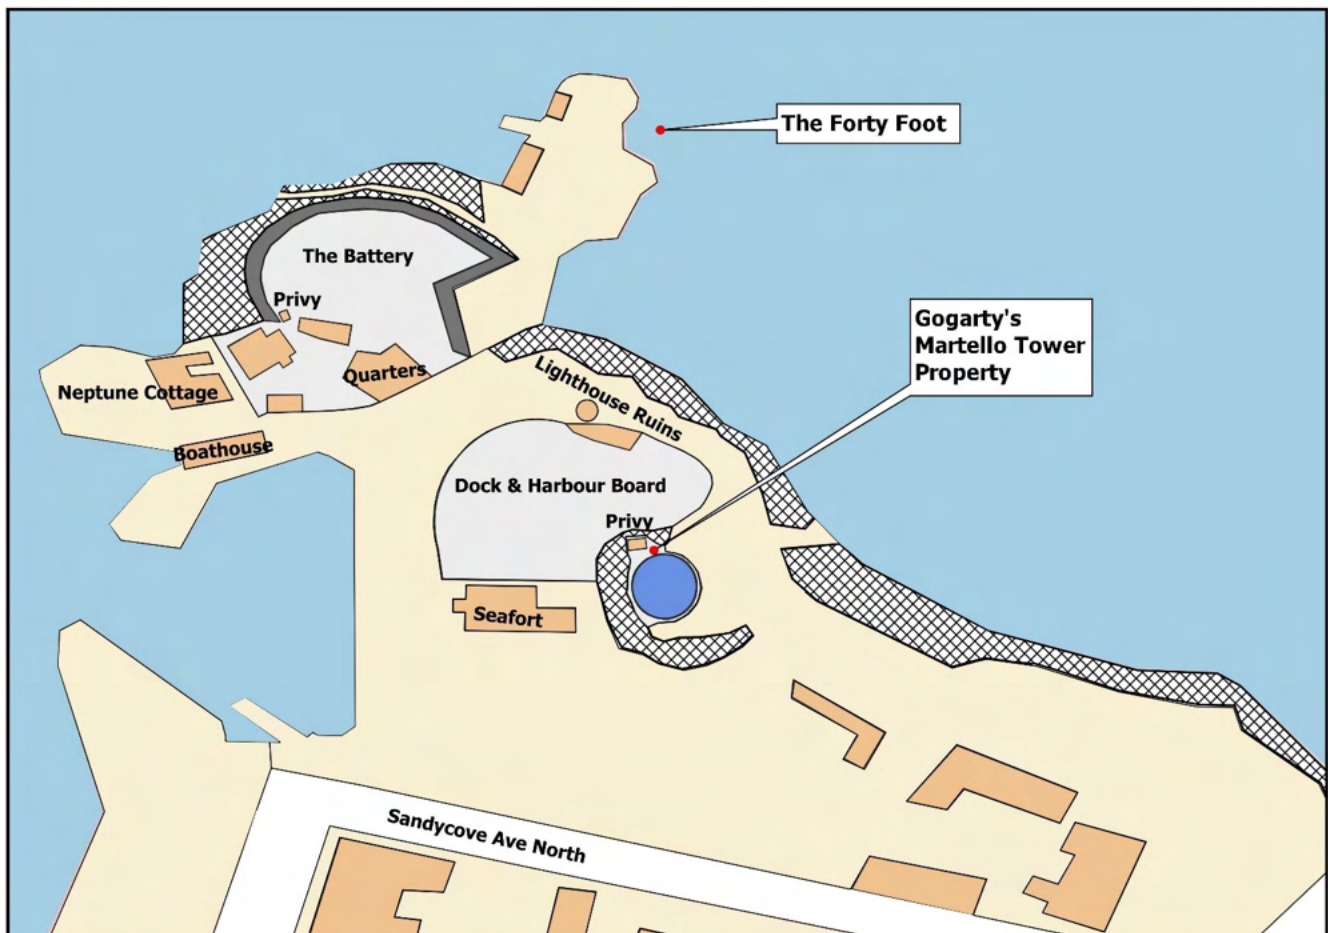 The Forty Foot
The Battery
Privy
Gogarty's
Martello Tower
Property
Quarters
Neptune Cottage
Lighthouse Ruins
Boathouse
Dock & Harbour Board
Privy
Seafort
Sandycove Ave North